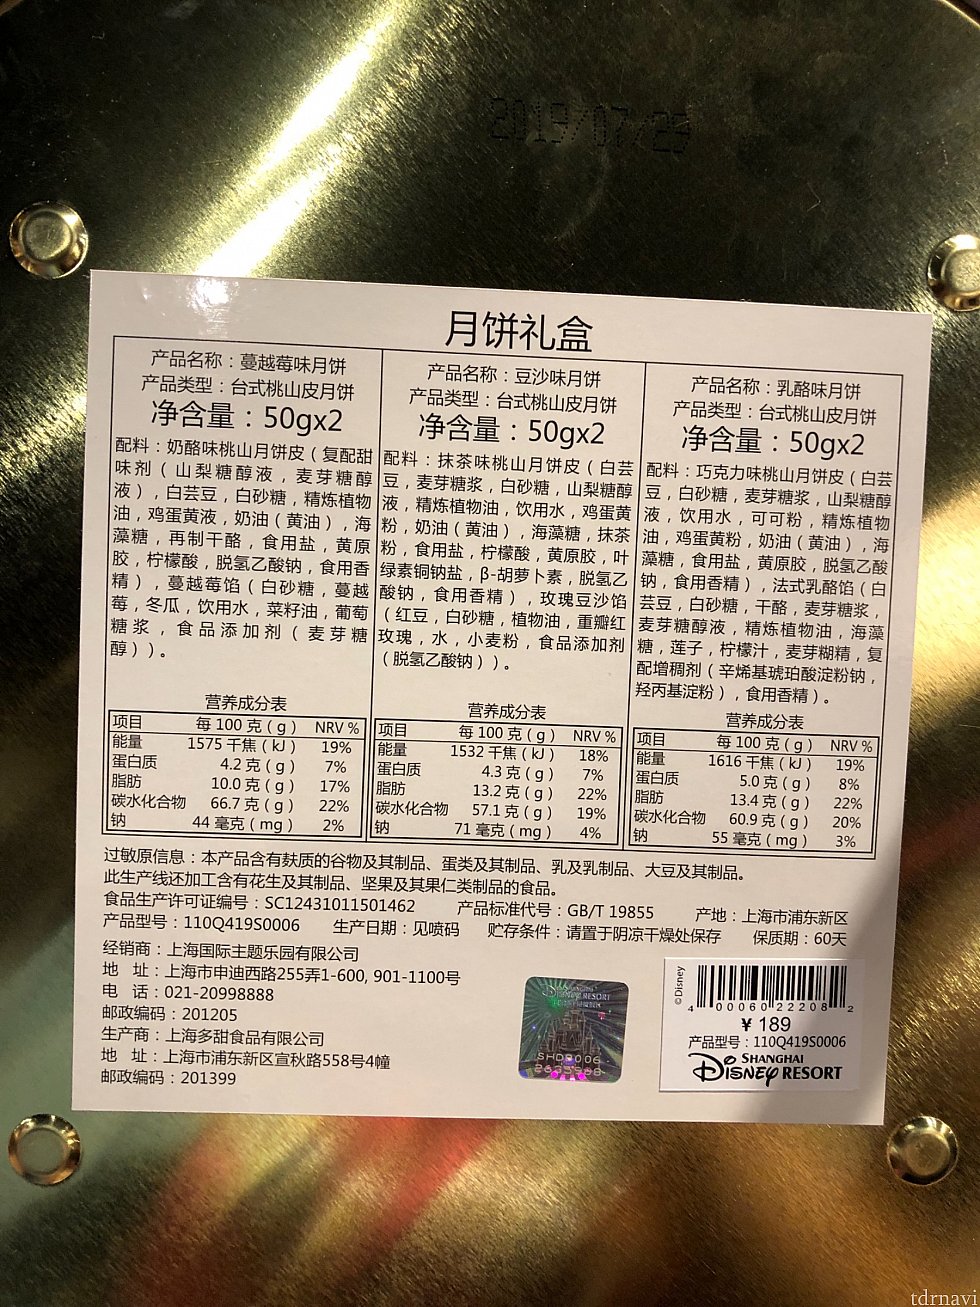 2019/07/29
月饼礼盒
产品名称：蔓越莓味月饼
产品类型：台式桃山皮月饼
净含量：50gx2
配料：奶酪味桃山月饼皮（复配甜
味剂（山梨糖醇液，麦芽糖醇
液），白芸豆，白砂糖，精炼植物
油，鸡蛋黄液，奶油（黄油），海
藻糖，再制干酪，食用盐，黄原
胶，柠檬酸，脱氢乙酸钠，食用香
精），蔓越莓馅（白砂糖，蔓越
莓，冬瓜，饮用水，菜籽油，葡萄
糖浆，食品添加剂（麦芽糖
醇））。
营养成分表
项目 每 100 克（g） NRV %
能量 1575 千焦（kJ） 19%
蛋白质 4.2 克（g） 7%
脂肪 10.0 克（g） 17%
碳水化合物 66.7 克（g） 22%
钠 44 毫克（mg） 2%
产品名称：豆沙味月饼
产品类型：台式桃山皮月饼
净含量：50gx2
配料：抹茶味桃山月饼皮（白芸
豆，麦芽糖浆，白砂糖，山梨糖醇
液，精炼植物油，饮用水，鸡蛋黄
粉，奶油（黄油），海藻糖，抹茶
粉，食用盐，柠檬酸，黄原胶，叶
绿素铜钠盐，β-胡萝卜素，脱氢乙
酸钠，食用香精），玫瑰豆沙馅
（红豆，白砂糖，植物油，重瓣红
玫瑰，水，小麦粉，食品添加剂
（脱氢乙酸钠））。
营养成分表
项目 每 100 克（g） NRV %
能量 1532 千焦（kJ） 18%
蛋白质 4.3 克（g） 7%
脂肪 13.2 克（g） 22%
碳水化合物 57.1 克（g） 19%
钠 71 毫克（mg） 4%
产品名称：乳酪味月饼
产品类型：台式桃山皮月饼
净含量：50gx2
配料：巧克力味桃山月饼皮（白芸
豆，白砂糖，麦芽糖浆，山梨糖醇
液，饮用水，可可粉，精炼植物
油，鸡蛋黄粉，奶油（黄油），海
藻糖，食用盐，黄原胶，脱氢乙酸
钠，食用香精），法式乳酪馅（白
芸豆，白砂糖，干酪，麦芽糖浆，
麦芽糖醇液，精炼植物油，海藻
糖，莲子，柠檬汁，麦芽糊精，复
配增稠剂（辛烯基琥珀酸淀粉钠，
羟丙基淀粉），食用香精）。
营养成分表
项目 每 100 克（g） NRV %
能量 1616 千焦（kJ） 19%
蛋白质 5.0 克（g） 8%
脂肪 13.4 克（g） 22%
碳水化合物 60.9 克（g） 20%
钠 55 毫克（mg） 3%
过敏原信息：本产品含有麸质的谷物及其制品、蛋类及其制品、乳及乳制品、大豆及其制品。
此生产线还加工含有花生及其制品、坚果及其果仁类制品的食品。
食品生产许可证编号：SC12431011501462 产品标准代号：GB/T 19855 产地：上海市浦东新区
产品型号：110Q419S0006 生产日期：见喷码 贮存条件：请置于阴凉干燥处保存 保质期：60天
经销商：上海国际主题乐园有限公司
地 址：上海市申迪西路255弄1-600, 901-1100号
电 话：021-20998888
邮政编码：201205
生产商：上海多甜食品有限公司
地 址：上海市浦东新区宣秋路558号4幢
邮政编码：201399
DISNEY RESORT
©Disney
4 00060 22208 2
¥ 189
产品型号：110Q419S0006
SHANGHAI
DISNEY RESORT
tdrnavi